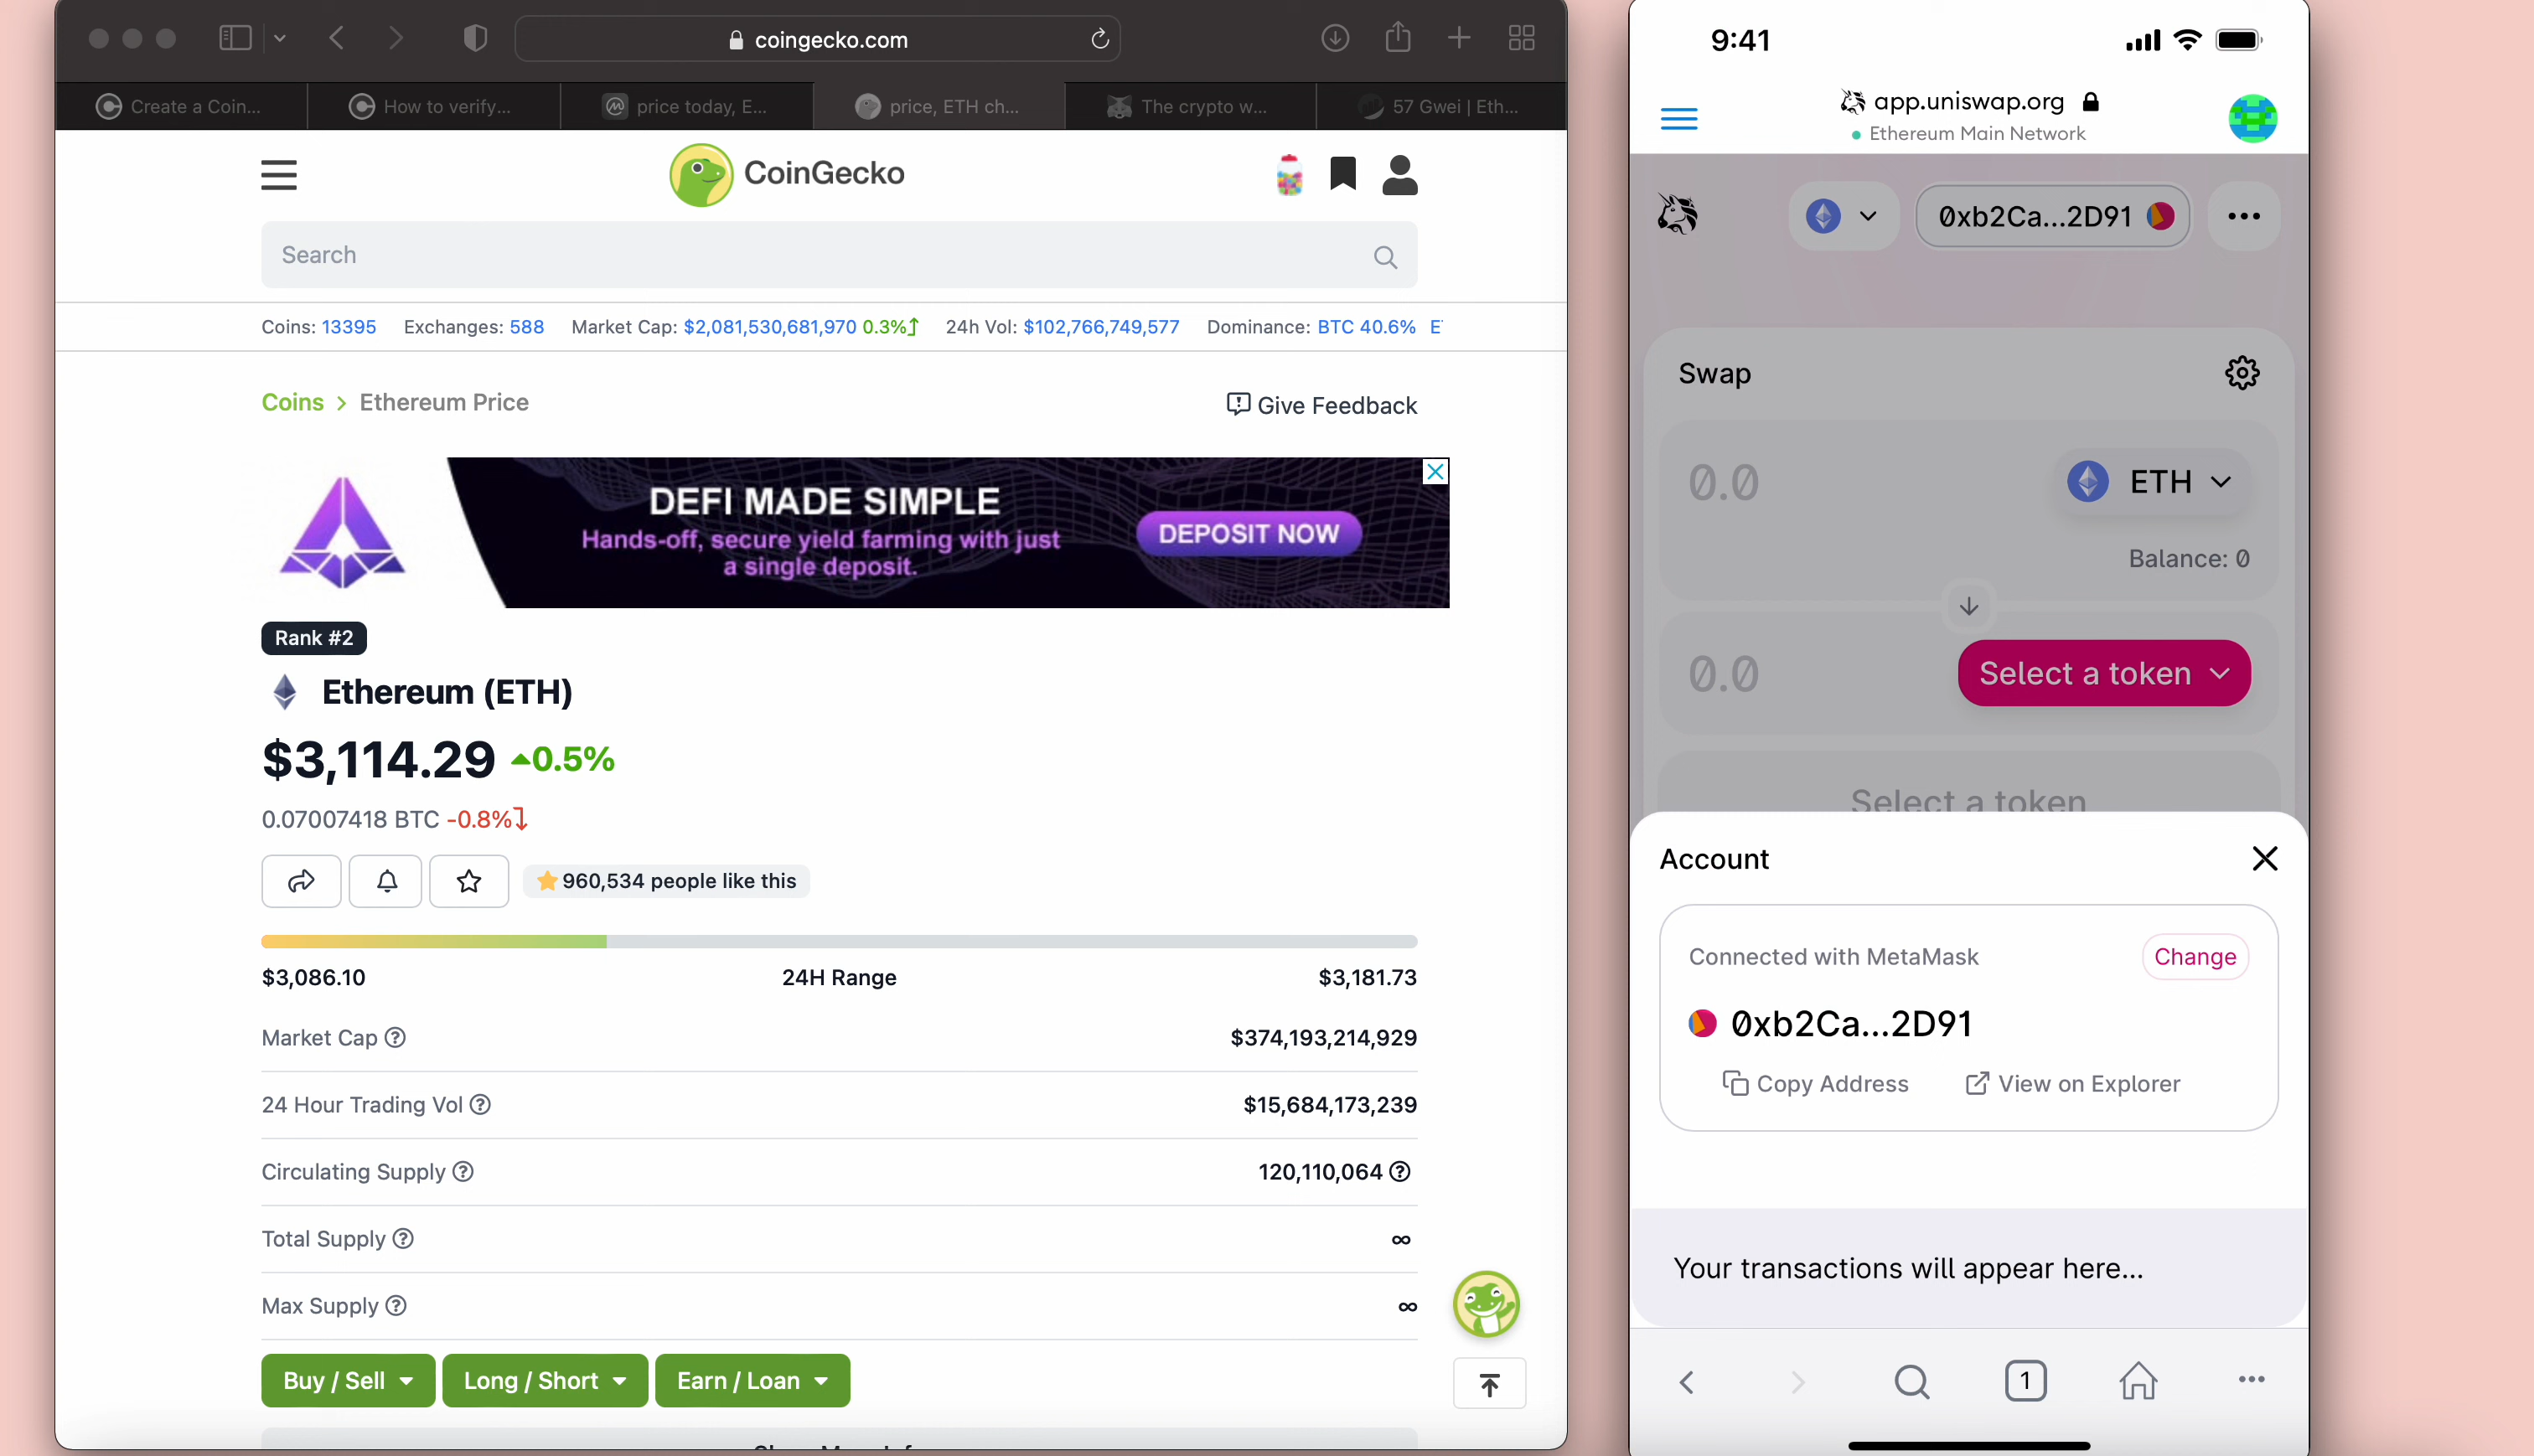 coingecko.com
Create a Coin...
How to verify...
price today, E...
price, ETH ch...
The crypto w...
57 Gwei | Eth...
CoinGecko
Search
Coins: 13395 Exchanges: 588 Market Cap: $2,081,530,681,970 0.3% 24h Vol: $102,766,749,577 Dominance: BTC 40.6% E
Coins > Ethereum Price
Give Feedback
DEFI MADE SIMPLE
Hands-off, secure yield farming with just
a single deposit.
DEPOSIT NOW
Rank #2
Ethereum (ETH)
$3,114.29 0.5%
0.07007418 BTC -0.8%
960,534 people like this
$3,086.10 24H Range $3,181.73
Market Cap $374,193,214,929
24 Hour Trading Vol $15,684,173,239
Circulating Supply 120,110,064
Total Supply ∞
Max Supply ∞
Buy / Sell
Long / Short
Earn / Loan
9:41
app.uniswap.org
Ethereum Main Network
0xb2Ca...2D91
Swap
0.0 ETH
Balance: 0
0.0 Select a token
Select a token
Account
Connected with MetaMask Change
0xb2Ca...2D91
Copy Address View on Explorer
Your transactions will appear here...
1